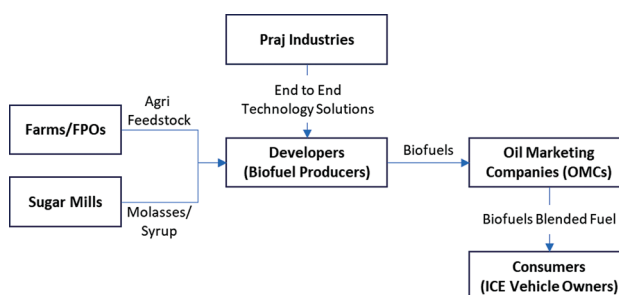 Praj Industries
End to End
Technology Solutions
Agri
Feedstock
Farms/FPOs
Developers
(Biofuel Producers)
Biofuels
Oil Marketing
Companies (OMCs)
Sugar Mills
Molasses/
Syrup
Biofuels Blended Fuel
Consumers
(ICE Vehicle Owners)